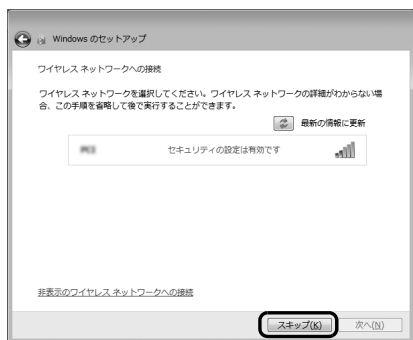 Windows のセットアップ
ワイヤレス ネットワークへの接続
ワイヤレス ネットワークを選択してください。ワイヤレス ネットワークの詳細がわからない場
合、この手順を省略して後で実行することができます。
最新の情報に更新
セキュリティの設定は有効です
非表示のワイヤレス ネットワークへの接続
スキップ(K) 次へ(N)